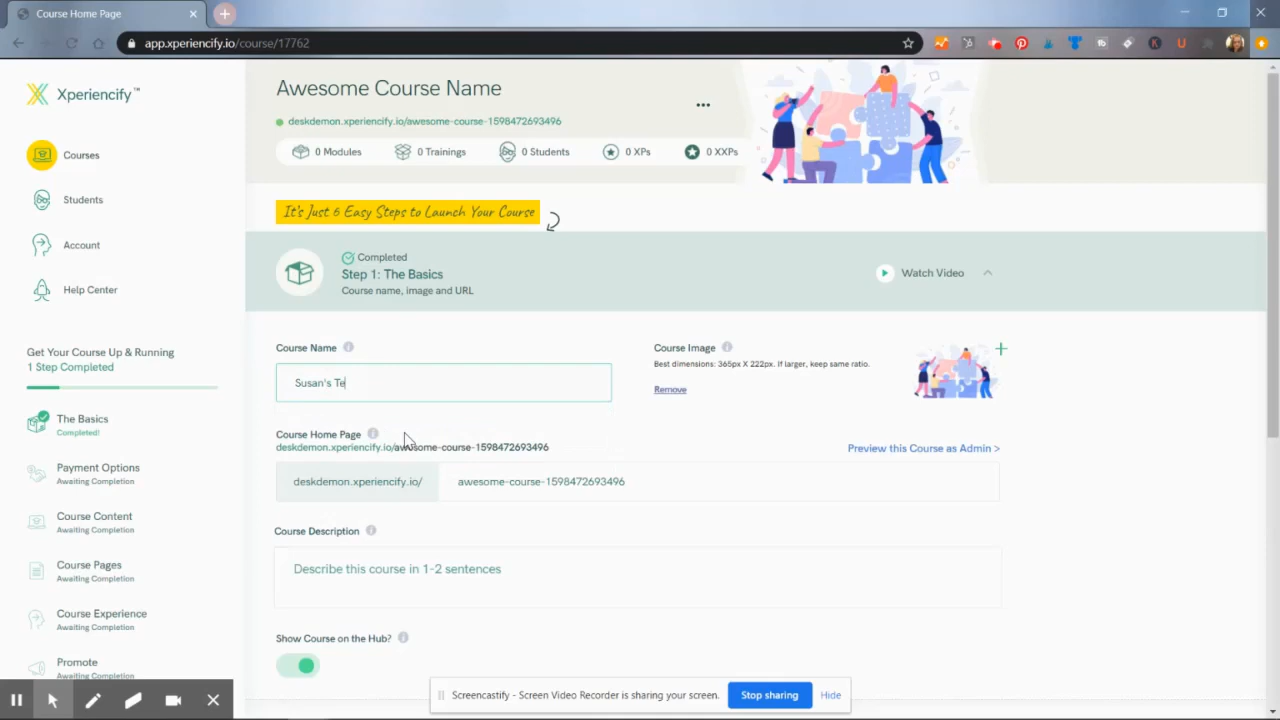 Course Home Page
app.xperiencify.io/course/17762
Xperiencify™
Courses
Students
Account
Help Center
Get Your Course Up & Running
1 Step Completed
The Basics
Completed!
Payment Options
Awaiting Completion
Course Content
Awaiting Completion
Course Pages
Awaiting Completion
Course Experience
Awaiting Completion
Promote
Awaiting Completion
Awesome Course Name
deskdemon.xperiencify.io/awesome-course-1598472693496
0 Modules 0 Trainings 0 Students 0 XPs 0 XXPs
It's Just 6 Easy Steps to Launch Your Course
Completed
Step 1: The Basics
Course name, image and URL
Watch Video
Course Name
Susan's Te
Course Image
Best dimensions: 365px X 222px. If larger, keep same ratio.
Remove
Course Home Page
deskdemon.xperiencify.io/awesome-course-1598472693496
Preview this Course as Admin >
deskdemon.xperiencify.io/ awesome-course-1598472693496
Course Description
Describe this course in 1-2 sentences
Show Course on the Hub?
Screencastify - Screen Video Recorder is sharing your screen. Stop sharing Hide